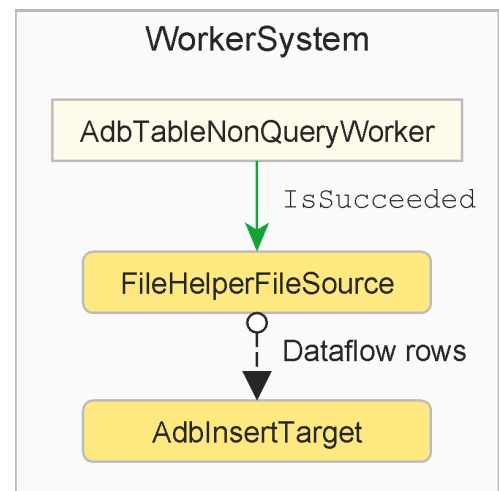 WorkerSystem
AdbTableNonQueryWorker
IsSucceeded
FileHelperFileSource
Dataflow rows
AdbInsertTarget